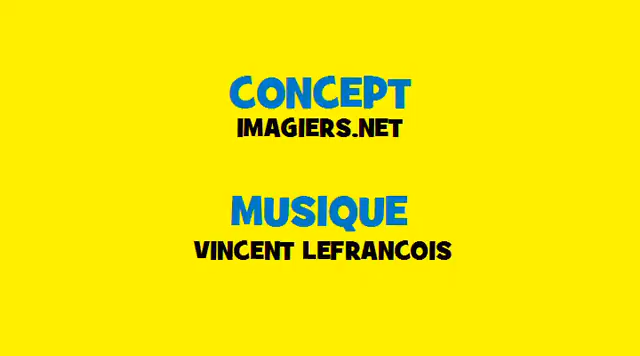 CONCEPT
IMAGIERS.NET
MUSIQUE
VINCENT LEFRANCOIS